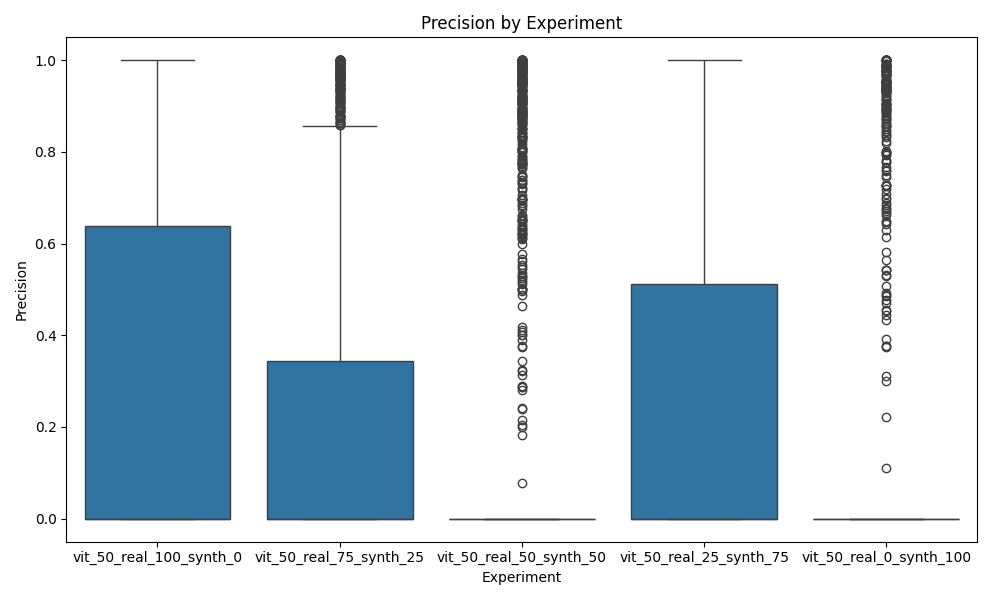 Precision by Experiment
Precision
1.0
0.8
0.6
0.4
0.2
0.0
vit_50_real_100_synth_0 vit_50_real_75_synth_25 vit_50_real_50_synth_50 vit_50_real_25_synth_75 vit_50_real_0_synth_100
Experiment